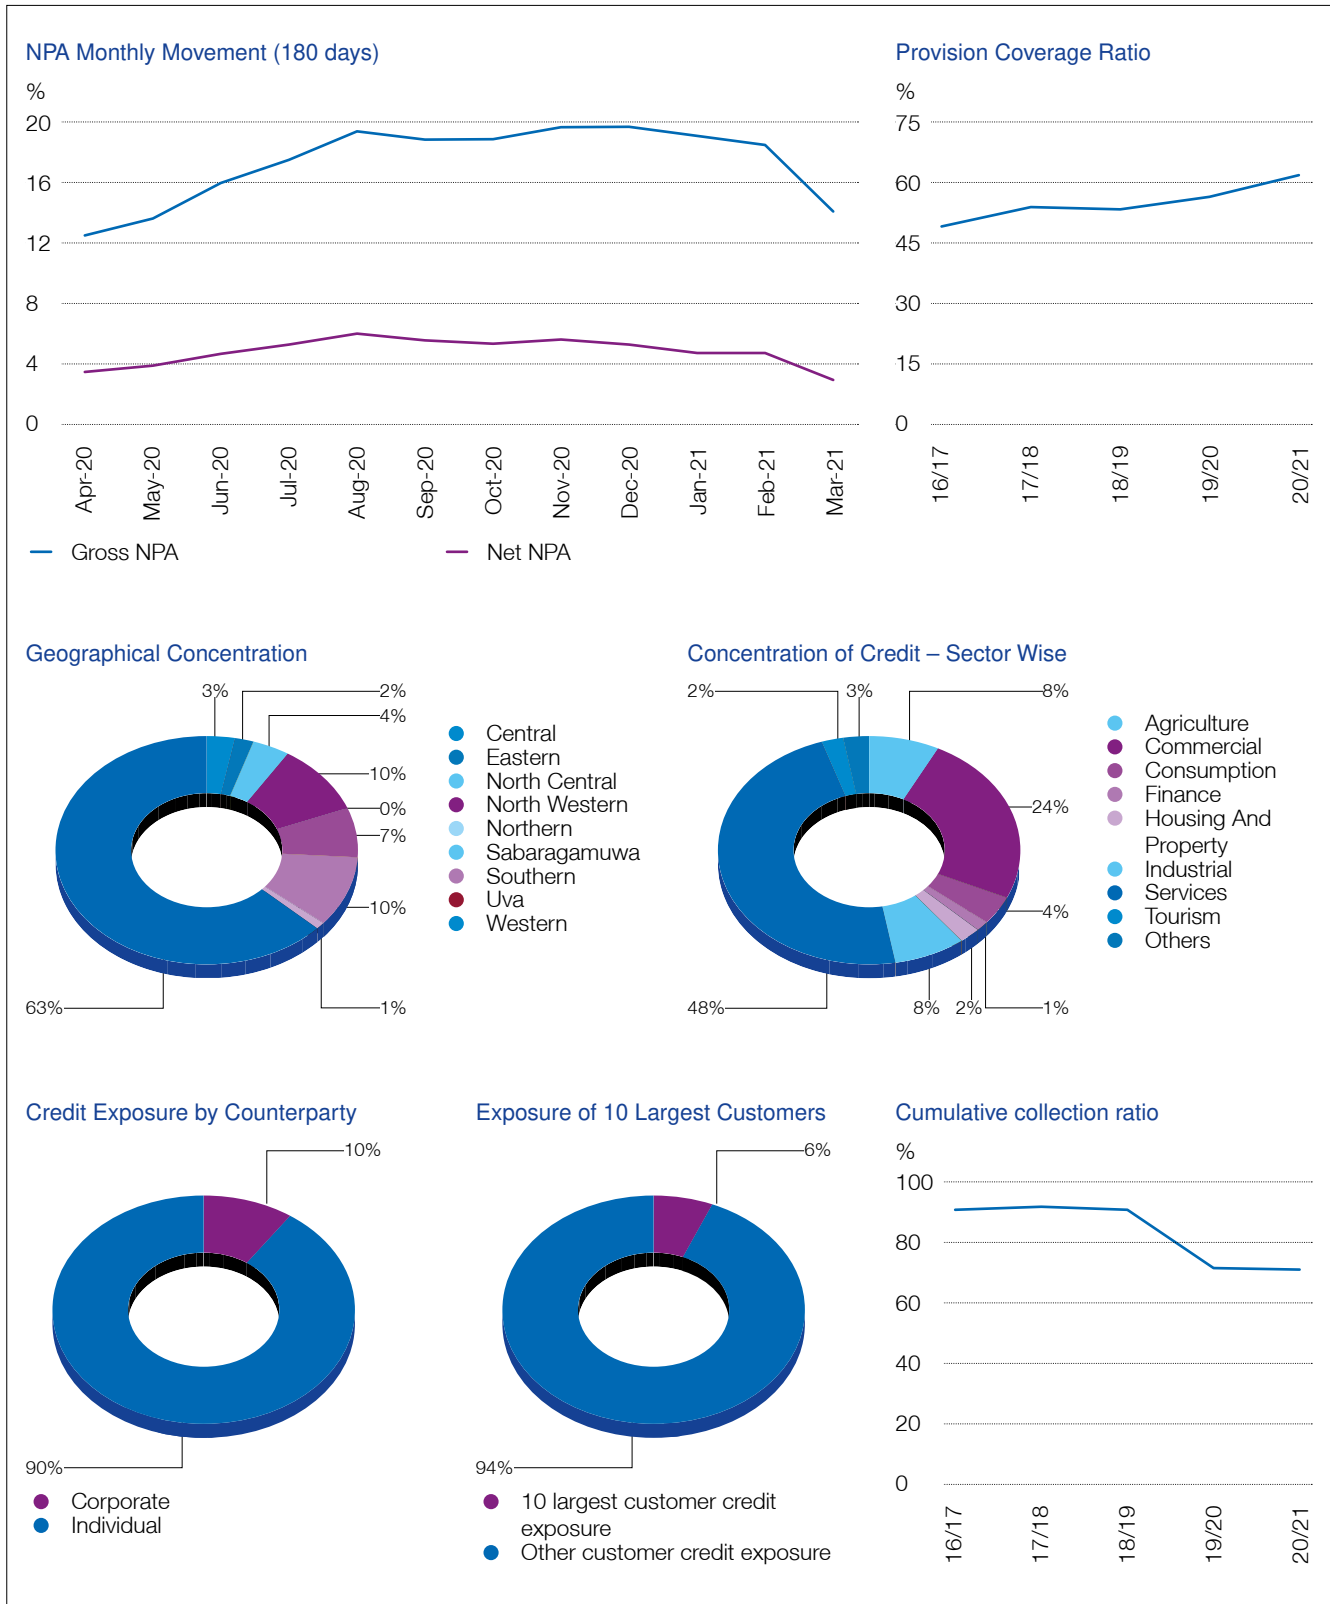 NPA Monthly Movement (180 days)
%
20
16
12
8
4
0
Apr-20
May-20
Jun-20
Jul-20
Aug-20
Sep-20
Oct-20
Nov-20
Dec-20
Jan-21
Feb-21
Mar-21
Gross NPA
Net NPA
Provision Coverage Ratio
%
75
60
45
30
15
0
16/17
17/18
18/19
19/20
20/21
Geographical Concentration
3%
2%
4%
10%
0%
7%
10%
1%
63%
Central
Eastern
North Central
North Western
Northern
Sabaragamuwa
Southern
Uva
Western
Concentration of Credit – Sector Wise
2%
3%
8%
24%
4%
1%
2%
8%
48%
Agriculture
Commercial
Consumption
Finance
Housing And
Property
Industrial
Services
Tourism
Others
Credit Exposure by Counterparty
10%
90%
Corporate
Individual
Exposure of 10 Largest Customers
6%
94%
10 largest customer credit
exposure
Other customer credit exposure
Cumulative collection ratio
%
100
80
60
40
20
0
16/17
17/18
18/19
19/20
20/21